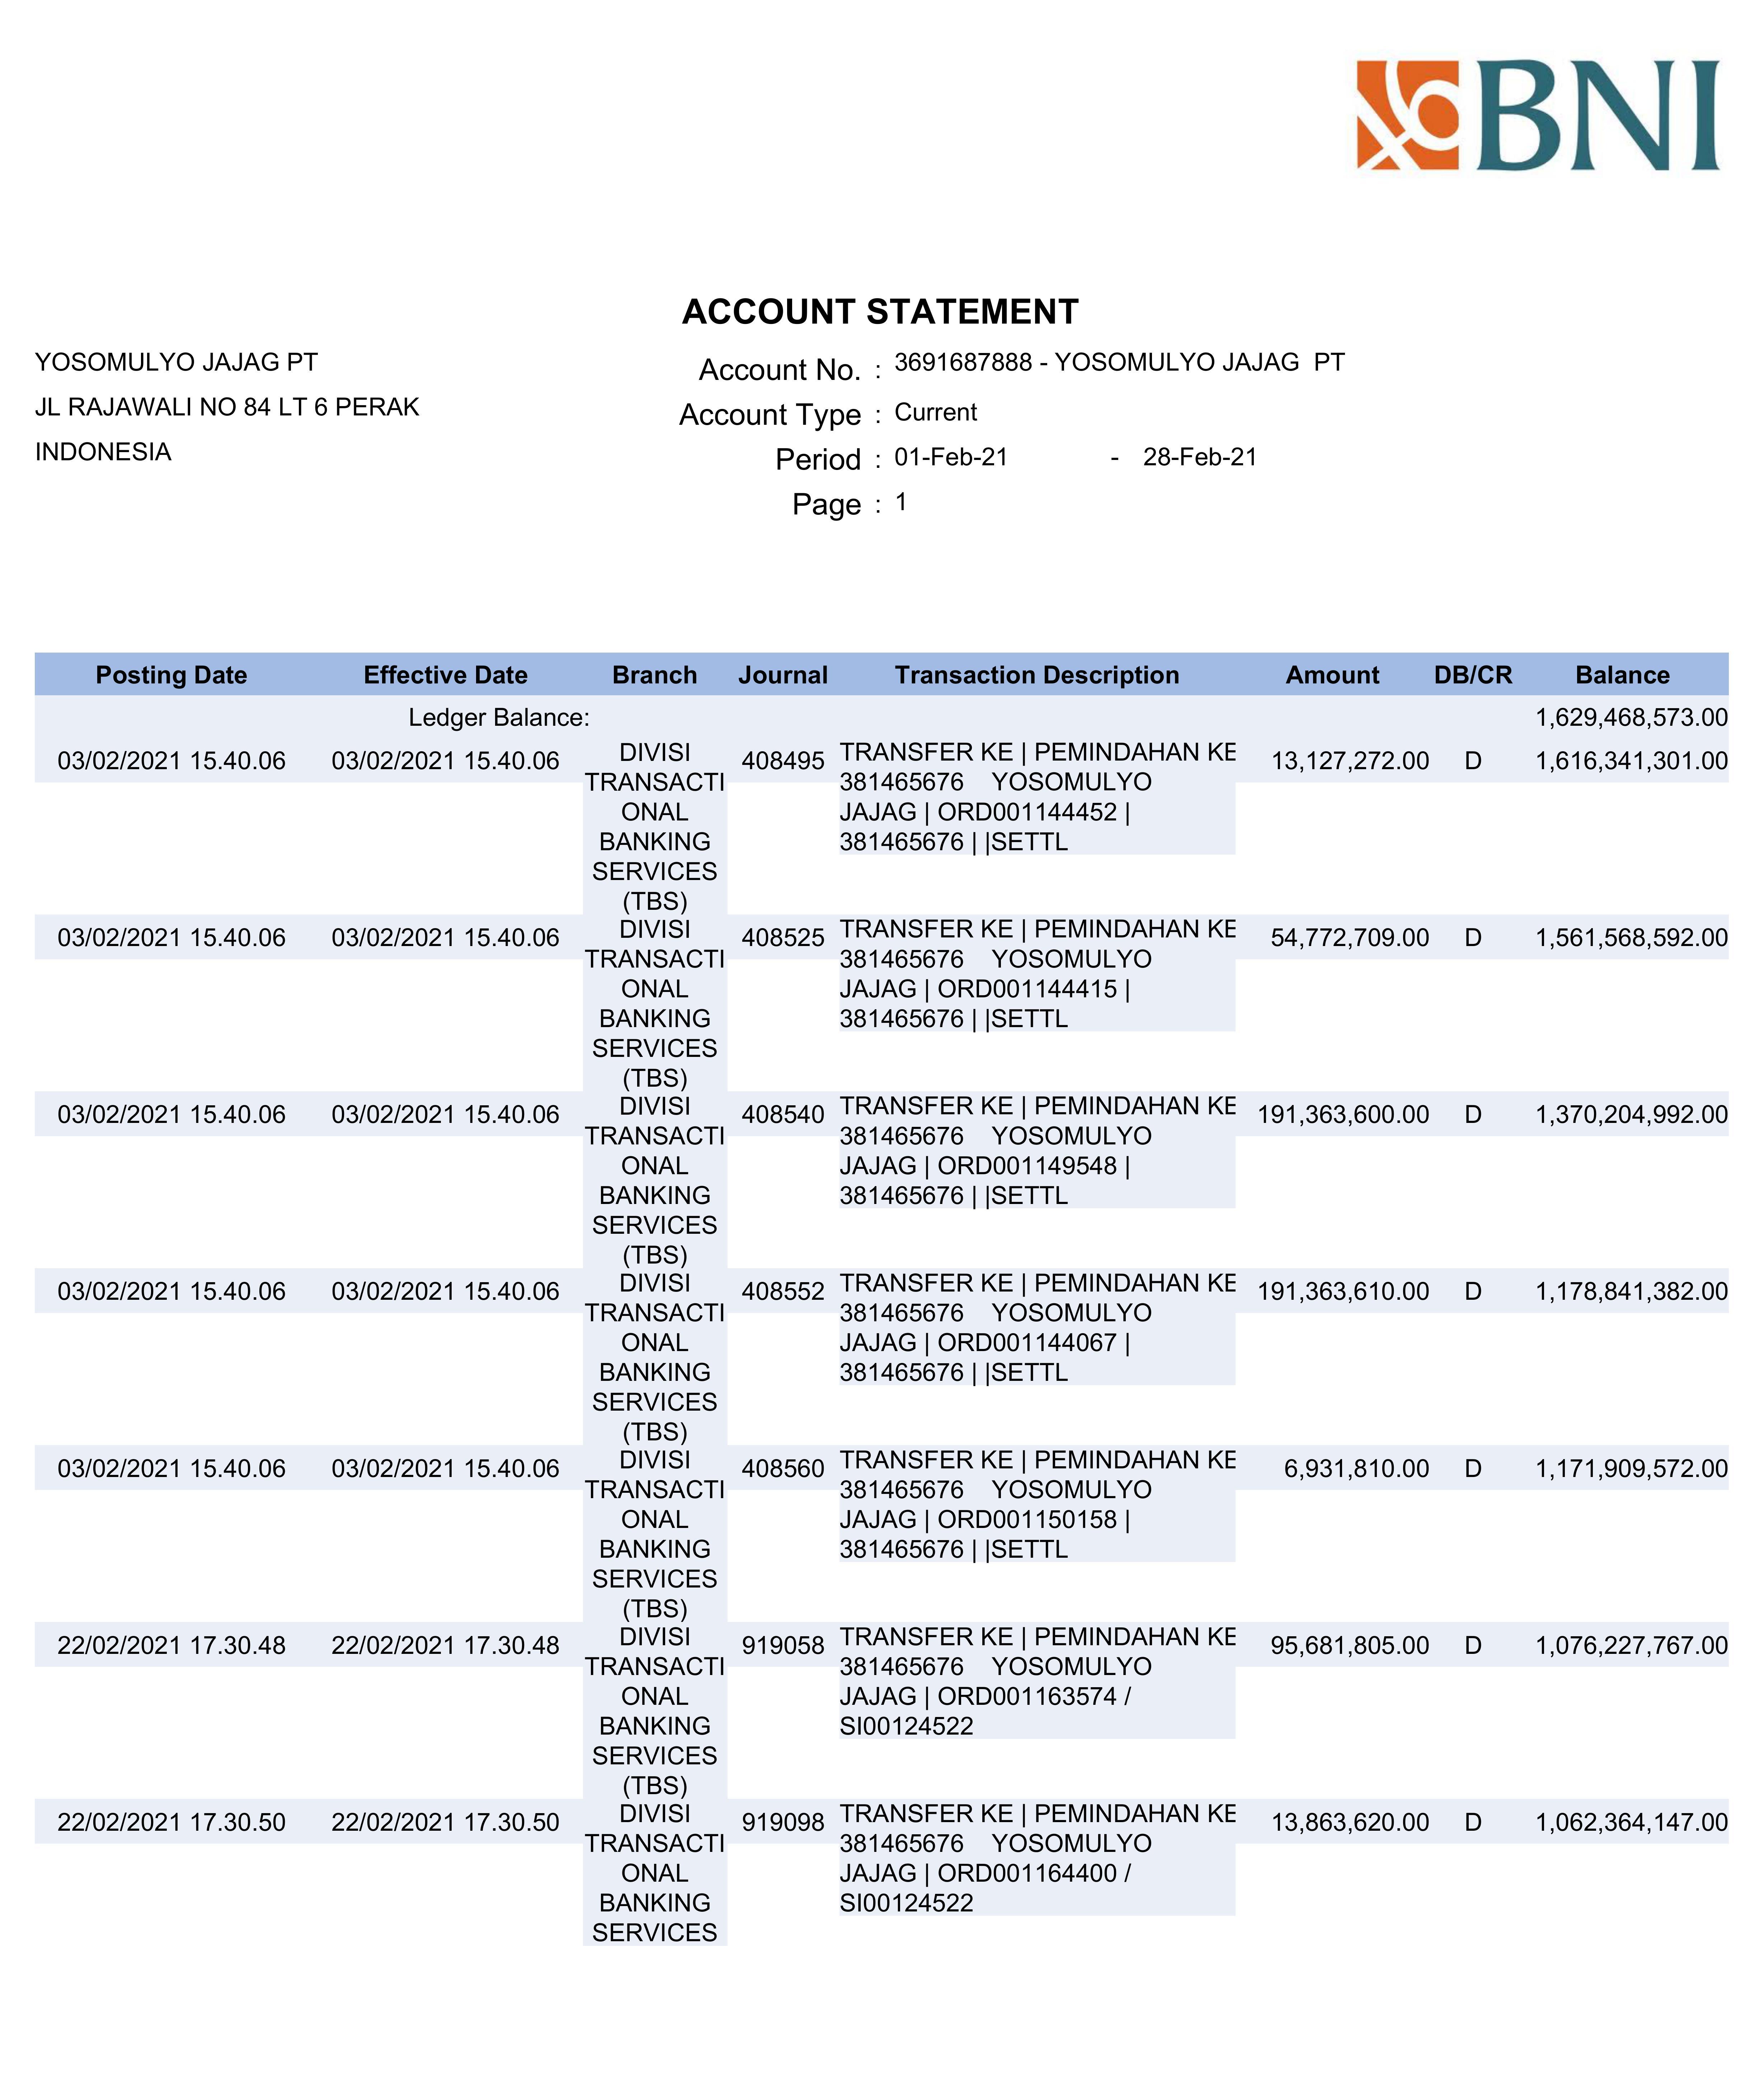 BNI
ACCOUNT STATEMENT
YOSOMULYO JAJAG PT
JL RAJAWALI NO 84 LT 6 PERAK
INDONESIA
Account No. : 3691687888 - YOSOMULYO JAJAG  PT
Account Type : Current
Period : 01-Feb-21 - 28-Feb-21
Page : 1
Posting Date Effective Date Branch Journal Transaction Description Amount DB/CR Balance
Ledger Balance: 1,629,468,573.00
03/02/2021 15.40.06 03/02/2021 15.40.06 DIVISI 408495 TRANSFER KE | PEMINDAHAN KE 13,127,272.00 D 1,616,341,301.00
TRANSACTI 381465676 YOSOMULYO
ONAL JAJAG | ORD001144452 |
BANKING 381465676 | |SETTL
SERVICES
(TBS)
03/02/2021 15.40.06 03/02/2021 15.40.06 DIVISI 408525 TRANSFER KE | PEMINDAHAN KE 54,772,709.00 D 1,561,568,592.00
TRANSACTI 381465676 YOSOMULYO
ONAL JAJAG | ORD001144415 |
BANKING 381465676 | |SETTL
SERVICES
(TBS)
03/02/2021 15.40.06 03/02/2021 15.40.06 DIVISI 408540 TRANSFER KE | PEMINDAHAN KE 191,363,600.00 D 1,370,204,992.00
TRANSACTI 381465676 YOSOMULYO
ONAL JAJAG | ORD001149548 |
BANKING 381465676 | |SETTL
SERVICES
(TBS)
03/02/2021 15.40.06 03/02/2021 15.40.06 DIVISI 408552 TRANSFER KE | PEMINDAHAN KE 191,363,610.00 D 1,178,841,382.00
TRANSACTI 381465676 YOSOMULYO
ONAL JAJAG | ORD001144067 |
BANKING 381465676 | |SETTL
SERVICES
(TBS)
03/02/2021 15.40.06 03/02/2021 15.40.06 DIVISI 408560 TRANSFER KE | PEMINDAHAN KE 6,931,810.00 D 1,171,909,572.00
TRANSACTI 381465676 YOSOMULYO
ONAL JAJAG | ORD001150158 |
BANKING 381465676 | |SETTL
SERVICES
(TBS)
22/02/2021 17.30.48 22/02/2021 17.30.48 DIVISI 919058 TRANSFER KE | PEMINDAHAN KE 95,681,805.00 D 1,076,227,767.00
TRANSACTI 381465676 YOSOMULYO
ONAL JAJAG | ORD001163574 /
BANKING SI00124522
SERVICES
(TBS)
22/02/2021 17.30.50 22/02/2021 17.30.50 DIVISI 919098 TRANSFER KE | PEMINDAHAN KE 13,863,620.00 D 1,062,364,147.00
TRANSACTI 381465676 YOSOMULYO
ONAL JAJAG | ORD001164400 /
BANKING SI00124522
SERVICES